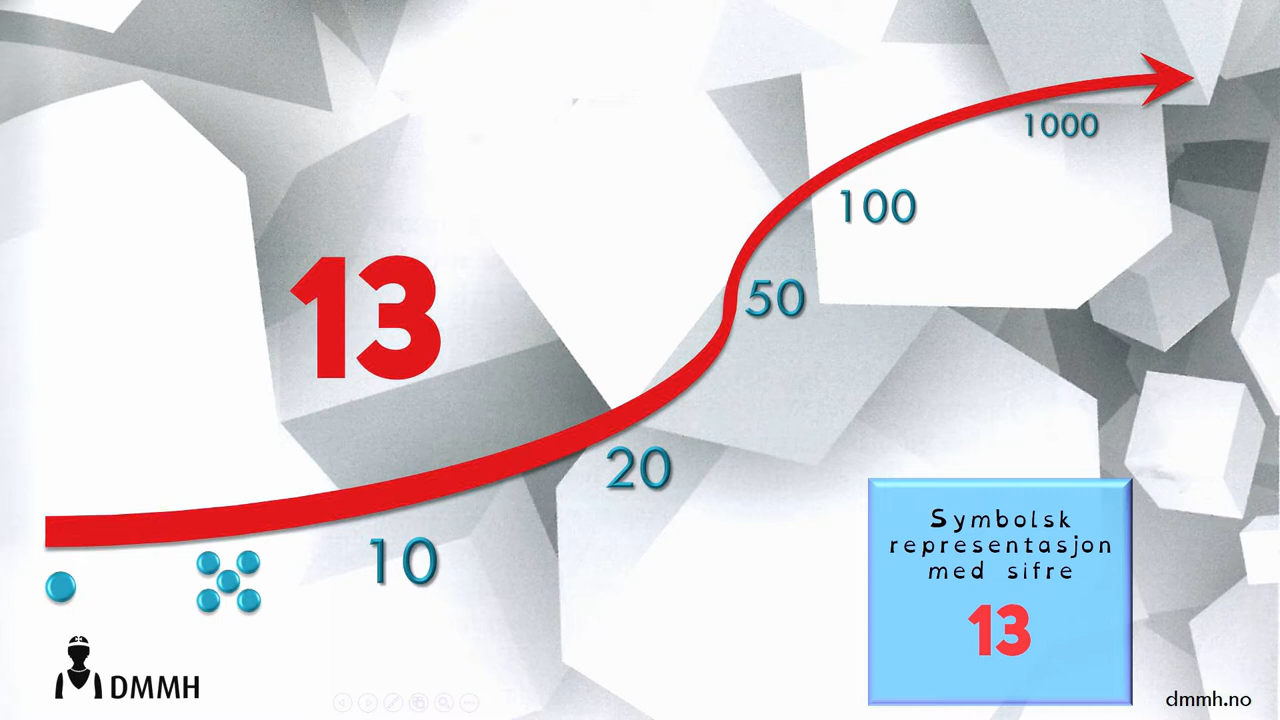 1000
100
13
50
20
10
Symbolsk
representasjon
med sifre
13
DMMH
dmmh.no